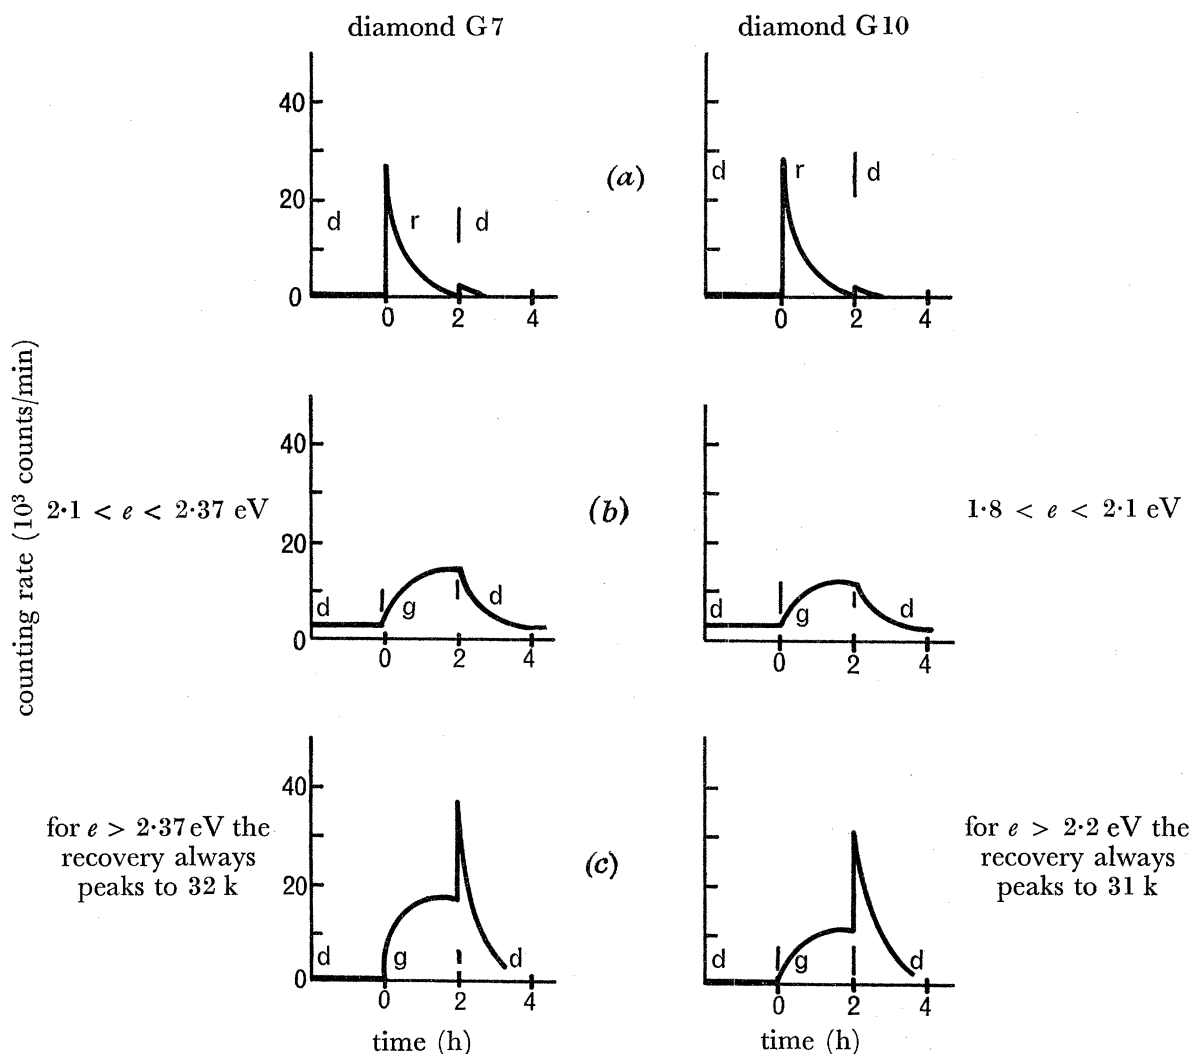 diamond G7
diamond G10
counting rate (10³ counts/min)
40
20
0
d
r
d
0
2
4
(a)
d
r
d
0
2
4
2·1 < e < 2·37 eV
40
20
0
d
g
d
0
2
4
(b)
d
g
d
0
2
4
1·8 < e < 2·1 eV
for e > 2·37 eV the
recovery always
peaks to 32 k
40
20
0
d
g
d
0
2
4
time (h)
(c)
d
g
d
0
2
4
time (h)
for e > 2·2 eV the
recovery always
peaks to 31 k